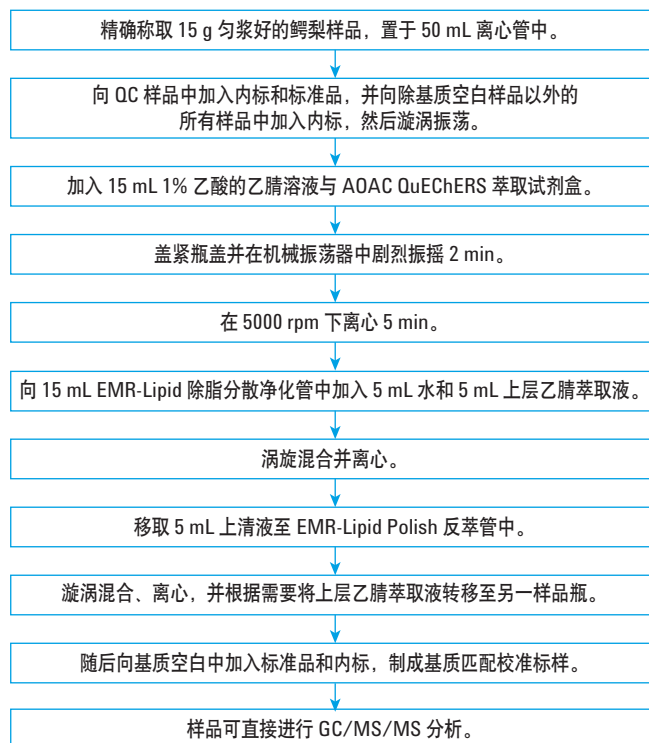 精确称取 15 g 匀浆好的鳄梨样品，置于 50 mL 离心管中。
向 QC 样品中加入内标和标准品，并向除基质空白样品以外的
所有样品中加入内标，然后漩涡振荡。
加入 15 mL 1% 乙酸的乙腈溶液与 AOAC QuEChERS 萃取试剂盒。
盖紧瓶盖并在机械振荡器中剧烈振摇 2 min。
在 5000 rpm 下离心 5 min。
向 15 mL EMR-Lipid 除脂分散净化管中加入 5 mL 水和 5 mL 上层乙腈萃取液。
涡旋混合并离心。
移取 5 mL 上清液至 EMR-Lipid Polish 反萃管中。
漩涡混合、离心，并根据需要将上层乙腈萃取液转移至另一样品瓶。
随后向基质空白中加入标准品和内标，制成基质匹配校准标样。
样品可直接进行 GC/MS/MS 分析。